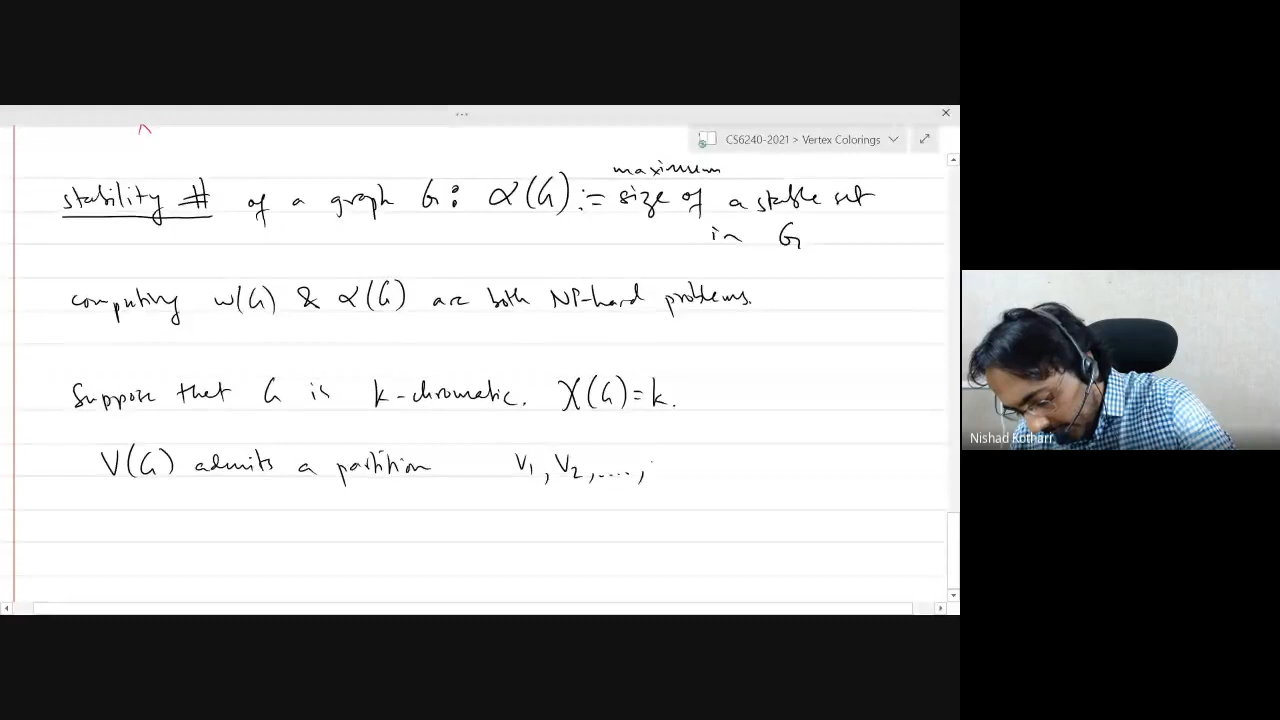 CS6240-2021 > Vertex Colorings
maximum
stability # of a graph G: α(G) := size of a stable set
in G
computing ω(G) & α(G) are both NP-hard problems.
Suppose that G is k-chromatic. χ(G)=k.
V(G) admits a partition V1, V2, ....,
Nishad Kothari